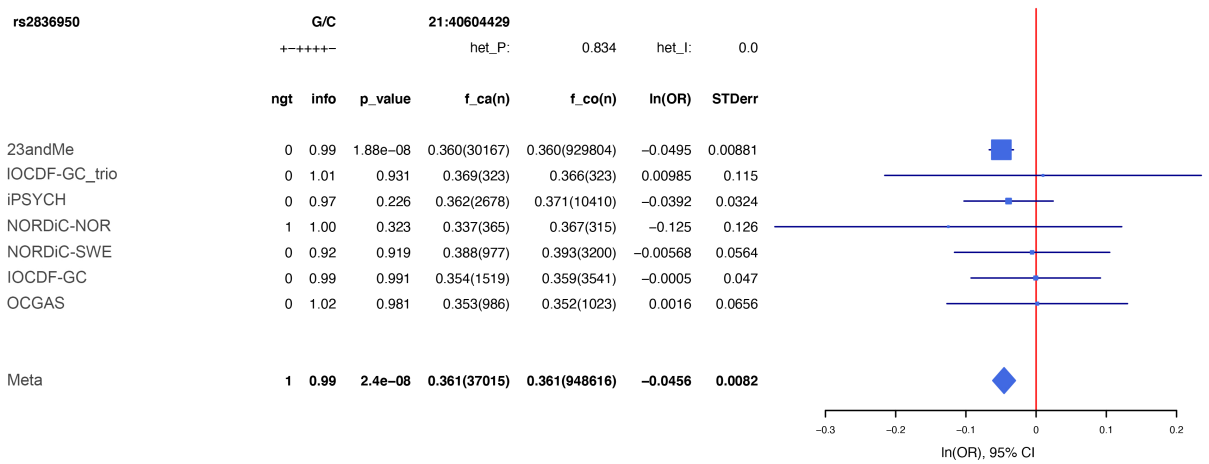 rs2836950 G/C 21:40604429
+−++++− het_P: 0.834 het_I: 0.0
ngt info p_value f_ca(n) f_co(n) ln(OR) STDerr
23andMe 0 0.99 1.88e−08 0.360(30167) 0.360(929804) −0.0495 0.00881
IOCDF-GC_trio 0 1.01 0.931 0.369(323) 0.366(323) 0.00985 0.115
iPSYCH 0 0.97 0.226 0.362(2678) 0.371(10410) −0.0392 0.0324
NORDiC-NOR 1 1.00 0.323 0.337(365) 0.367(315) −0.125 0.126
NORDiC-SWE 0 0.92 0.919 0.388(977) 0.393(3200) −0.00568 0.0564
IOCDF-GC 0 0.99 0.991 0.354(1519) 0.359(3541) −0.0005 0.047
OCGAS 0 1.02 0.981 0.353(986) 0.352(1023) 0.0016 0.0656
Meta 1 0.99 2.4e−08 0.361(37015) 0.361(948616) −0.0456 0.0082
−0.3 −0.2 −0.1 0 0.1 0.2
ln(OR), 95% CI